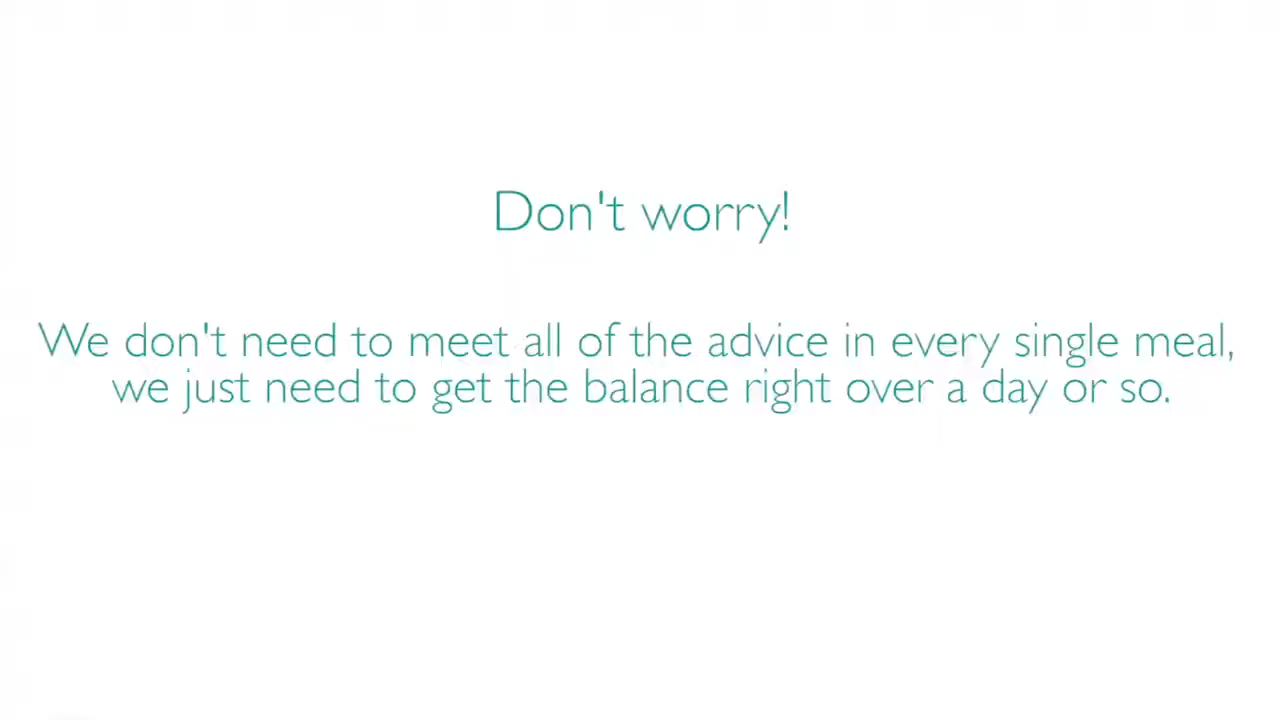 Don't worry!
We don't need to meet all of the advice in every single meal,
we just need to get the balance right over a day or so.